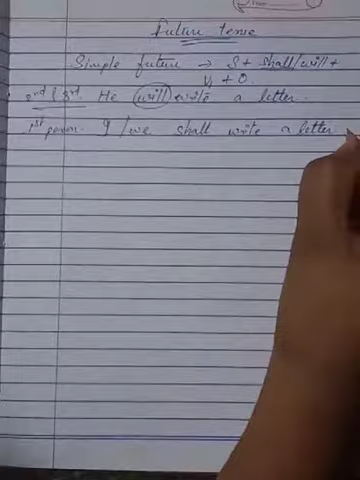 Future tense
Simple future → S + shall/will +
V₁ + O.
2nd & 3rd. He will write a letter.
1st person. I/we shall write a letter